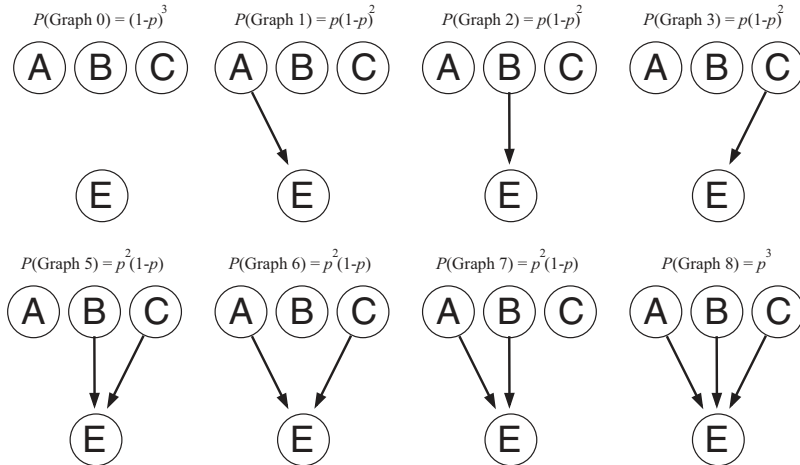 P(Graph 0) = (1-p)³ P(Graph 1) = p(1-p)² P(Graph 2) = p(1-p)² P(Graph 3) = p(1-p)²
A B C A B C A B C A B C
E E E E
P(Graph 5) = p²(1-p) P(Graph 6) = p²(1-p) P(Graph 7) = p²(1-p) P(Graph 8) = p³
A B C A B C A B C A B C
E E E E